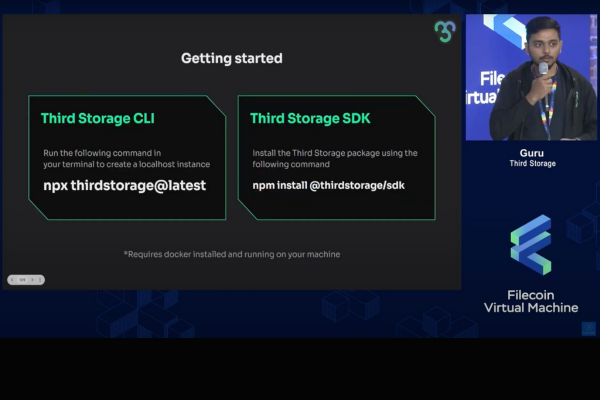 Getting started
Third Storage CLI
Run the following command in
your terminal to create a localhost instance
npx thirdstorage@latest
Third Storage SDK
Install the Third Storage package using the
following command
npm install @thirdstorage/sdk
*Requires docker installed and running on your machine
Guru
Third Storage
Filecoin
Virtual Machine